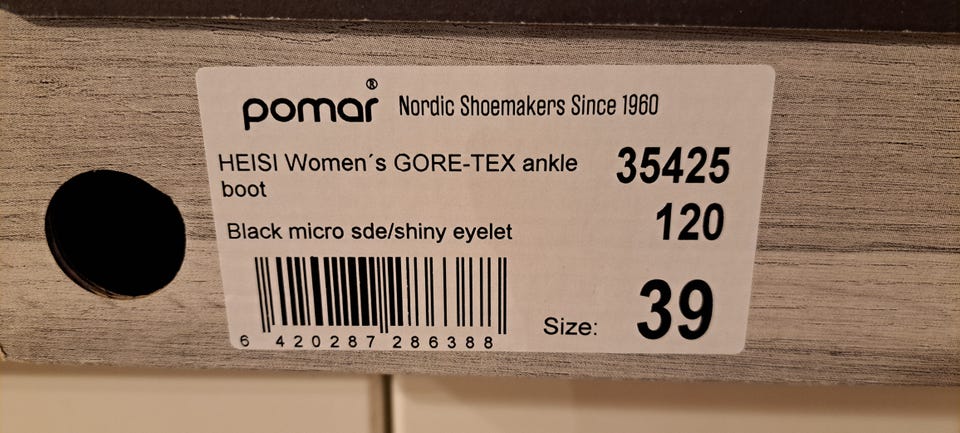 pomar® Nordic Shoemakers Since 1960
HEISI Women´s GORE-TEX ankle
boot
35425
120
Black micro sde/shiny eyelet
Size: 39
6 420287 286388